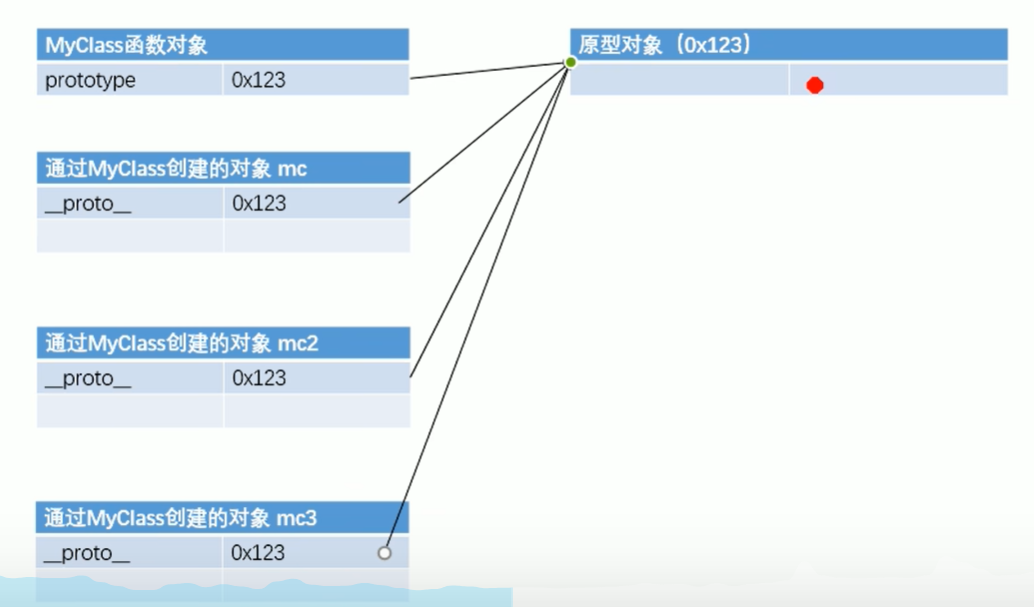 MyClass函数对象
prototype 0x123
原型对象（0x123）
通过MyClass创建的对象 mc
__proto__ 0x123
通过MyClass创建的对象 mc2
__proto__ 0x123
通过MyClass创建的对象 mc3
__proto__ 0x123